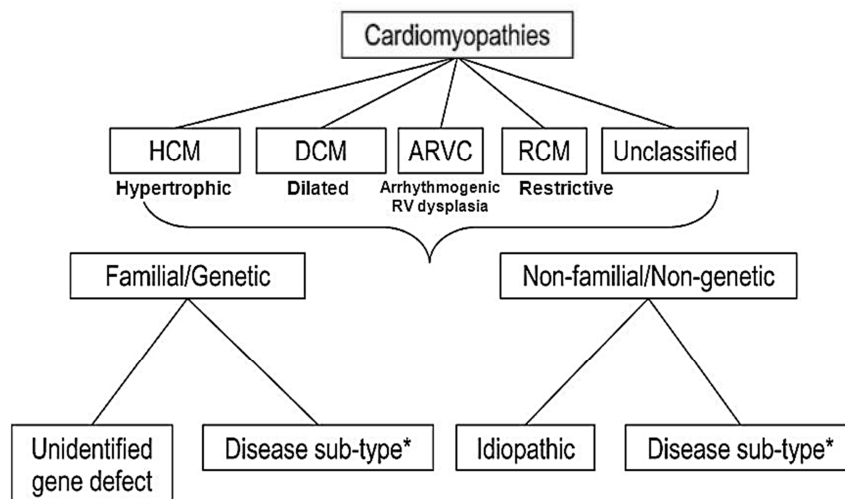 Cardiomyopathies
HCM
DCM
ARVC
RCM
Unclassified
Hypertrophic
Dilated
Arrhythmogenic
RV dysplasia
Restrictive
Familial/Genetic
Non-familial/Non-genetic
Unidentified
gene defect
Disease sub-type*
Idiopathic
Disease sub-type*